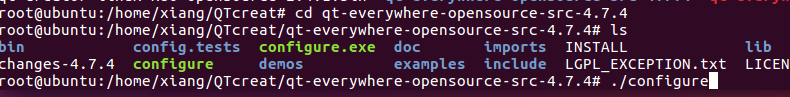 root@ubuntu:/home/xiang/QTcreat# cd qt-everywhere-opensource-src-4.7.4
root@ubuntu:/home/xiang/QTcreat/qt-everywhere-opensource-src-4.7.4# ls
bin config.tests configure.exe doc imports INSTALL lib
changes-4.7.4 configure demos examples include LGPL_EXCEPTION.txt LICEN
root@ubuntu:/home/xiang/QTcreat/qt-everywhere-opensource-src-4.7.4# ./configure